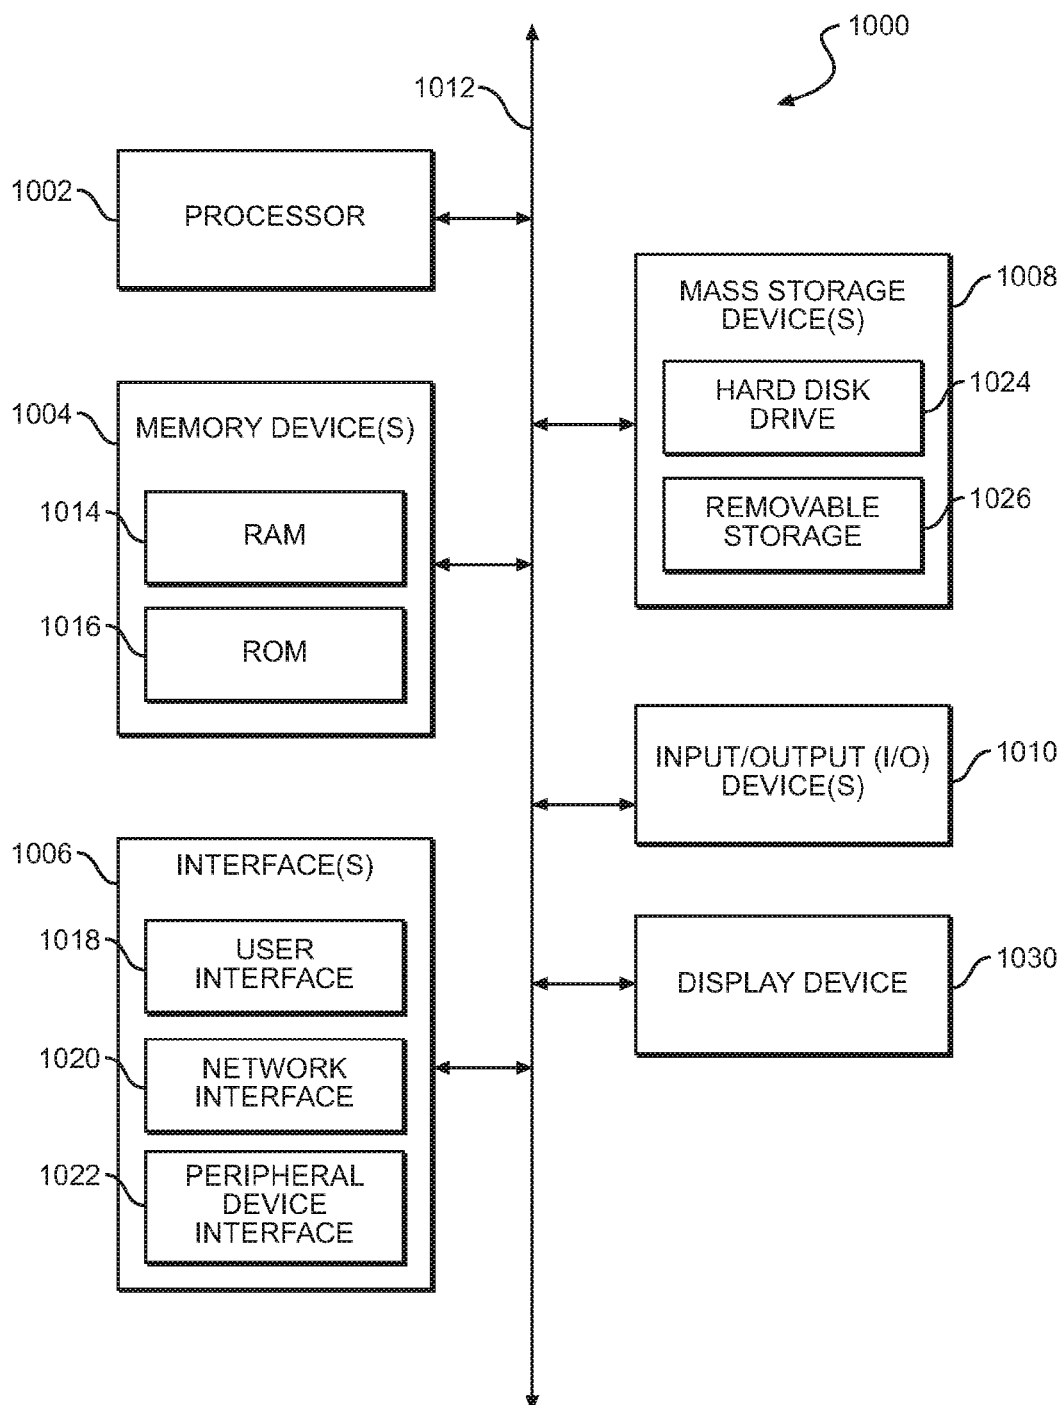 1000
1012
1002
PROCESSOR
1008
MASS STORAGE
DEVICE(S)
HARD DISK
DRIVE
1024
REMOVABLE
STORAGE
1026
1004
MEMORY DEVICE(S)
1014
RAM
1016
ROM
INPUT/OUTPUT (I/O)
DEVICE(S)
1010
1006
INTERFACE(S)
1018
USER
INTERFACE
DISPLAY DEVICE
1030
1020
NETWORK
INTERFACE
1022
PERIPHERAL
DEVICE
INTERFACE